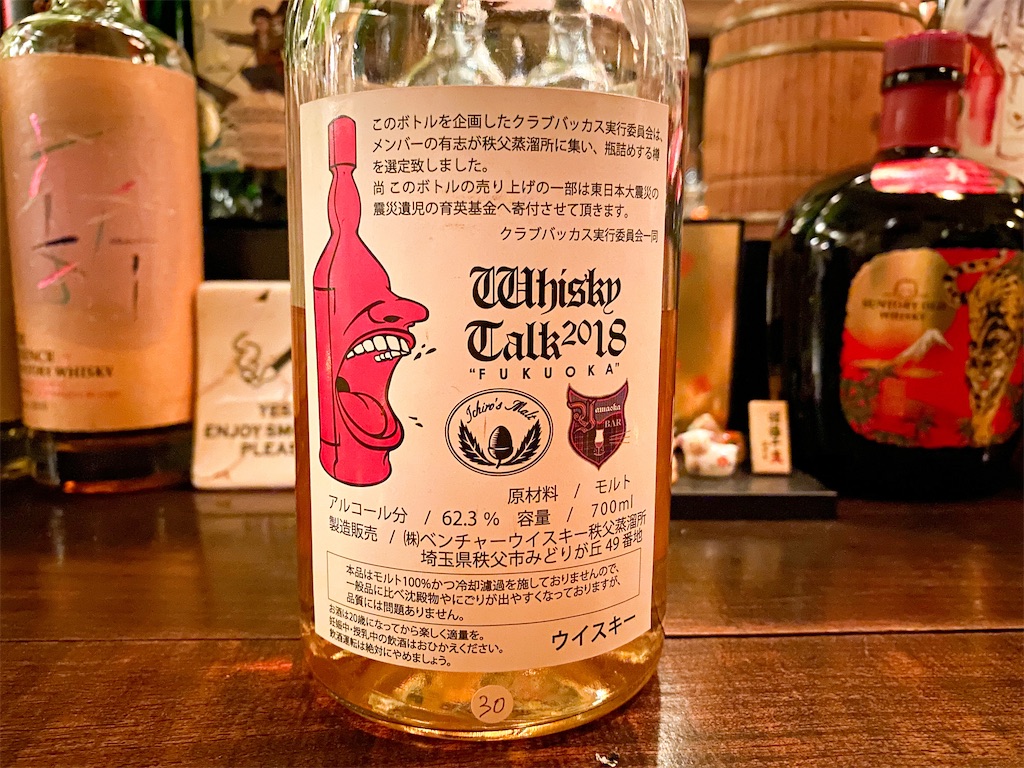 このボトルを企画したクラブバッカス実行委員会は、
メンバーの有志が秩父蒸溜所に集い、瓶詰めする樽
を選定致しました。
尚 このボトルの売り上げの一部は東日本大震災の
震災遺児の育英基金へ寄付させて頂きます。
クラブバッカス実行委員会一同
Whisky
Talk2018
"FUKUOKA"
Ichiro's Malt
Yamaoka
BAR
原材料 / モルト
アルコール分 / 62.3 % 容量 / 700ml
製造販売 / ㈱ベンチャーウイスキー秩父蒸溜所
埼玉県秩父市みどりが丘 49 番地
本品はモルト100%かつ冷却濾過を施しておりませんので、
一般品に比べ沈殿物やにごりが出やすくなっておりますが、
品質には問題ありません。
お酒は20歳になってから楽しく適量を。
妊娠中・授乳中の飲酒はおひかえください。
飲酒運転は絶対にやめましょう。
ウイスキー
30
WHISKY
YES
ENJOY
PLEAS
SUNTORY OLD
WHISKY